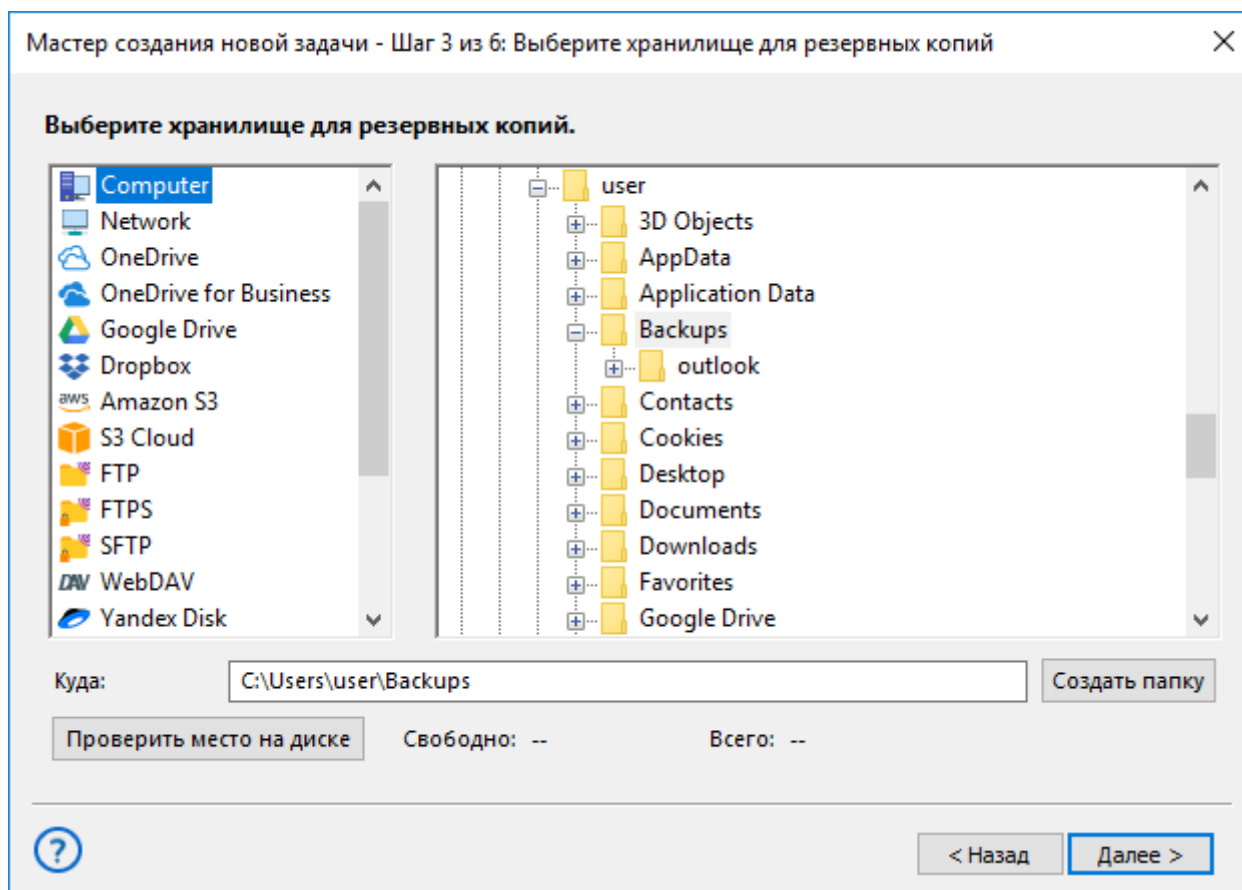 Мастер создания новой задачи - Шаг 3 из 6: Выберите хранилище для резервных копий
Выберите хранилище для резервных копий.
Computer
Network
OneDrive
OneDrive for Business
Google Drive
Dropbox
aws Amazon S3
S3 Cloud
FTP
FTPS
SFTP
DAV WebDAV
Yandex Disk
user
3D Objects
AppData
Application Data
Backups
outlook
Contacts
Cookies
Desktop
Documents
Downloads
Favorites
Google Drive
Куда: C:\Users\user\Backups Создать папку
Проверить место на диске Свободно: -- Всего: --
? < Назад Далее >